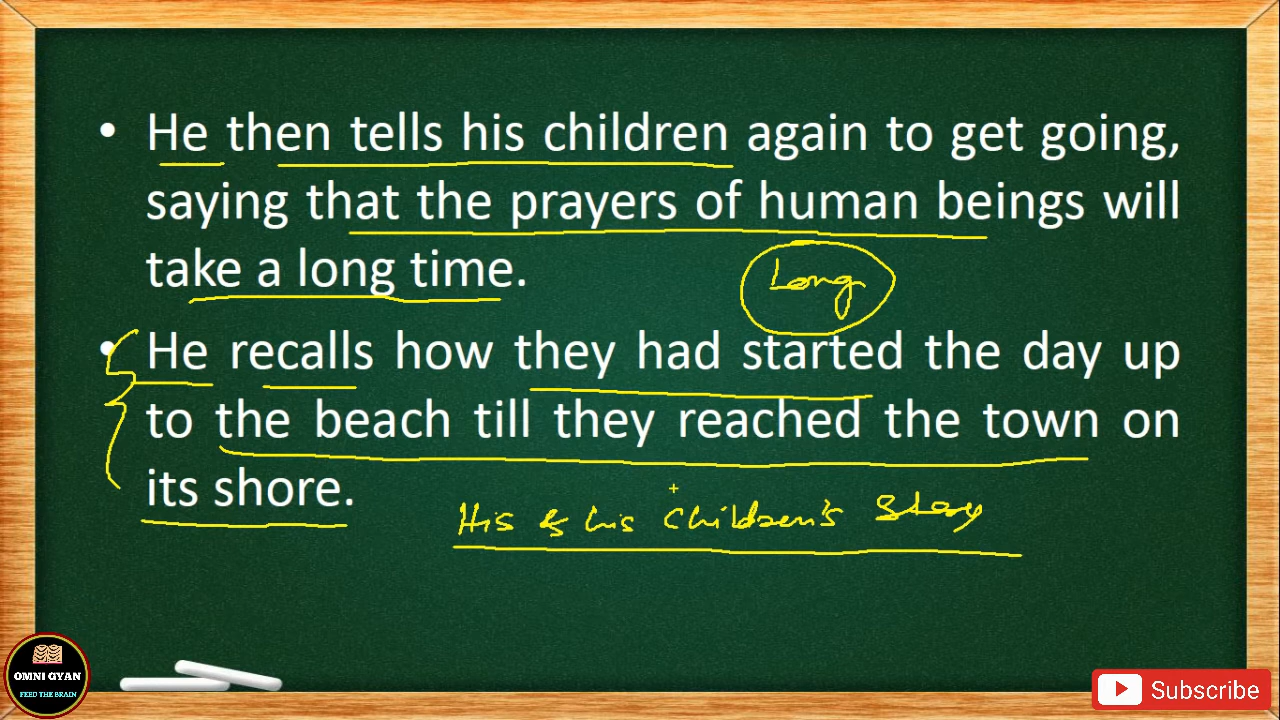 • He then tells his children again to get going,
saying that the prayers of human beings will
take a long time.
Long
• He recalls how they had started the day up
to the beach till they reached the town on
its shore.
His & his Children's Stay
OMNI GYAN
FEED THE BRAIN
Subscribe